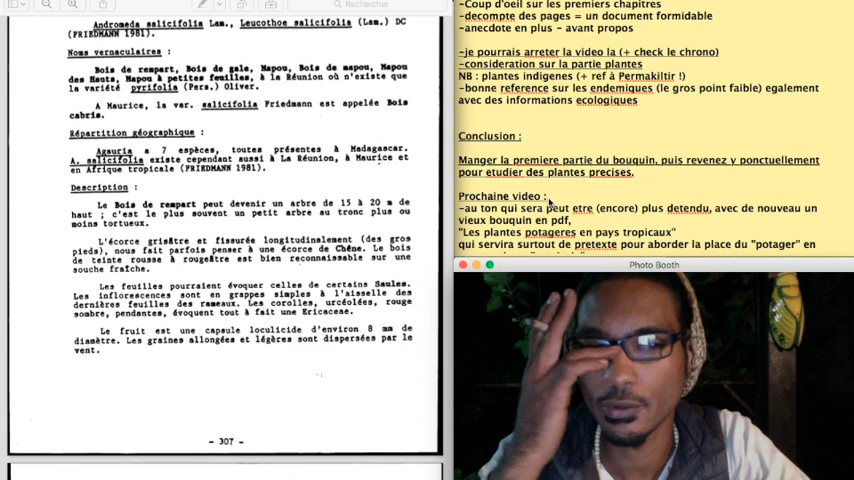 Rechercher
Andromeda salicifolia Lam., Leucothoe salicifolia (Lam.) DC
(FRIEDMANN 1981).
Noms vernaculaires :
Bois de rempart, Bois de gale, Mapou, Bois de mapou, Mapou
des Hauts, Mapou à petites feuilles, à la Réunion où n'existe que
la variété pyrifolia (Pers.) Oliver.
A Maurice, la var. salicifolia Friedmann est appelée Bois
cabris.
Répartition géographique :
Agauria a 7 espèces, toutes présentes à Madagascar.
A. salicifolia existe cependant aussi à La Réunion, à Maurice et
en Afrique tropicale (FRIEDMANN 1981).
Description :
Le Bois de rempart peut devenir un arbre de 15 à 20 m de
haut ; c'est le plus souvent un petit arbre au tronc plus ou
moins tortueux.
L'écorce grisâtre et fissurée longitudinalement (des gros
pieds), nous fait parfois penser à une écorce de Chêne. Le bois
de teinte rousse à rougeâtre est bien reconnaissable sur une
souche fraîche.
Les feuilles pourraient évoquer celles de certains Saules.
Les inflorescences sont en grappes simples à l'aisselle des
dernières feuilles des rameaux. Les corolles, urcéolées, rouge
sombre, pendantes, évoquent tout à fait une Ericaceae.
Le fruit est une capsule loculicide d'environ 8 mm de
diamètre. Les graines allongées et légères sont dispersées par le
vent.
- 307 -
-Coup d'oeil sur les premiers chapitres
-decompte des pages = un document formidable
-anecdote en plus - avant propos
-je pourrais arreter la video la (+ check le chrono)
-consideration sur la partie plantes
NB : plantes indigenes (+ ref à Permakiltir !)
-bonne reference sur les endemiques (le gros point faible) egalement
avec des informations ecologiques
Conclusion :
Manger la premiere partie du bouquin, puis revenez y ponctuellement
pour etudier des plantes precises.
Prochaine video :
-au ton qui sera peut etre (encore) plus detendu, avec de nouveau un
vieux bouquin en pdf,
"Les plantes potageres en pays tropicaux"
qui servira surtout de pretexte pour aborder la place du "potager" en
Photo Booth